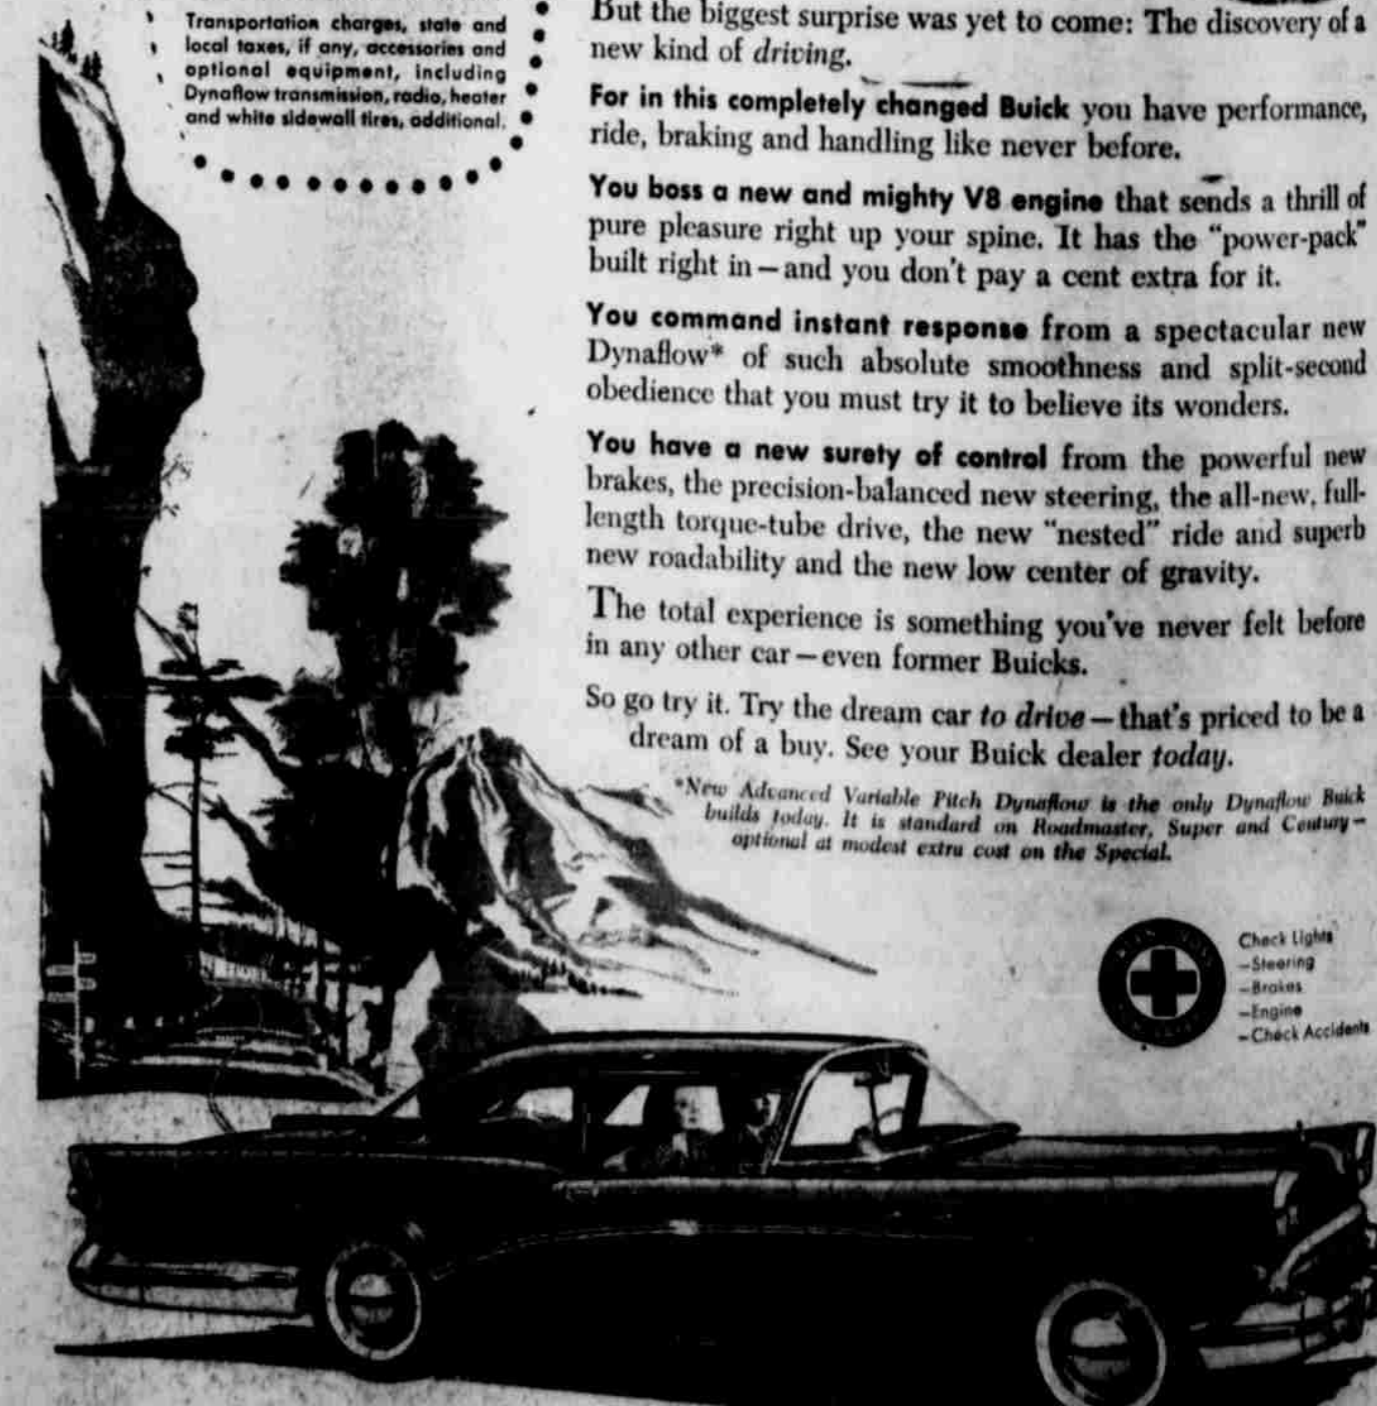 Transportation charges, state and
local taxes, if any, accessories and
optional equipment, including
Dynaflow transmission, radio, heater
and white sidewall tires, additional.
But the biggest surprise was yet to come: The discovery of a
new kind of driving.
For in this completely changed Buick you have performance,
ride, braking and handling like never before.
You boss a new and mighty V8 engine that sends a thrill of
pure pleasure right up your spine. It has the “power-pack”
built right in—and you don't pay a cent extra for it.
You command instant response from a spectacular new
Dynaflow* of such absolute smoothness and split-second
obedience that you must try it to believe its wonders.
You have a new surety of control from the powerful new
brakes, the precision-balanced new steering, the all-new, full-
length torque-tube drive, the new “nested” ride and superb
new roadability and the new low center of gravity.
The total experience is something you've never felt before
in any other car—even former Buicks.
So go try it. Try the dream car to drive—that's priced to be a
dream of a buy. See your Buick dealer today.
*New Advanced Variable Pitch Dynaflow is the only Dynaflow Buick
builds today. It is standard on Roadmaster, Super and Century—
optional at modest extra cost on the Special.
Check Lights
—Steering
—Brakes
—Engine
—Check Accidents